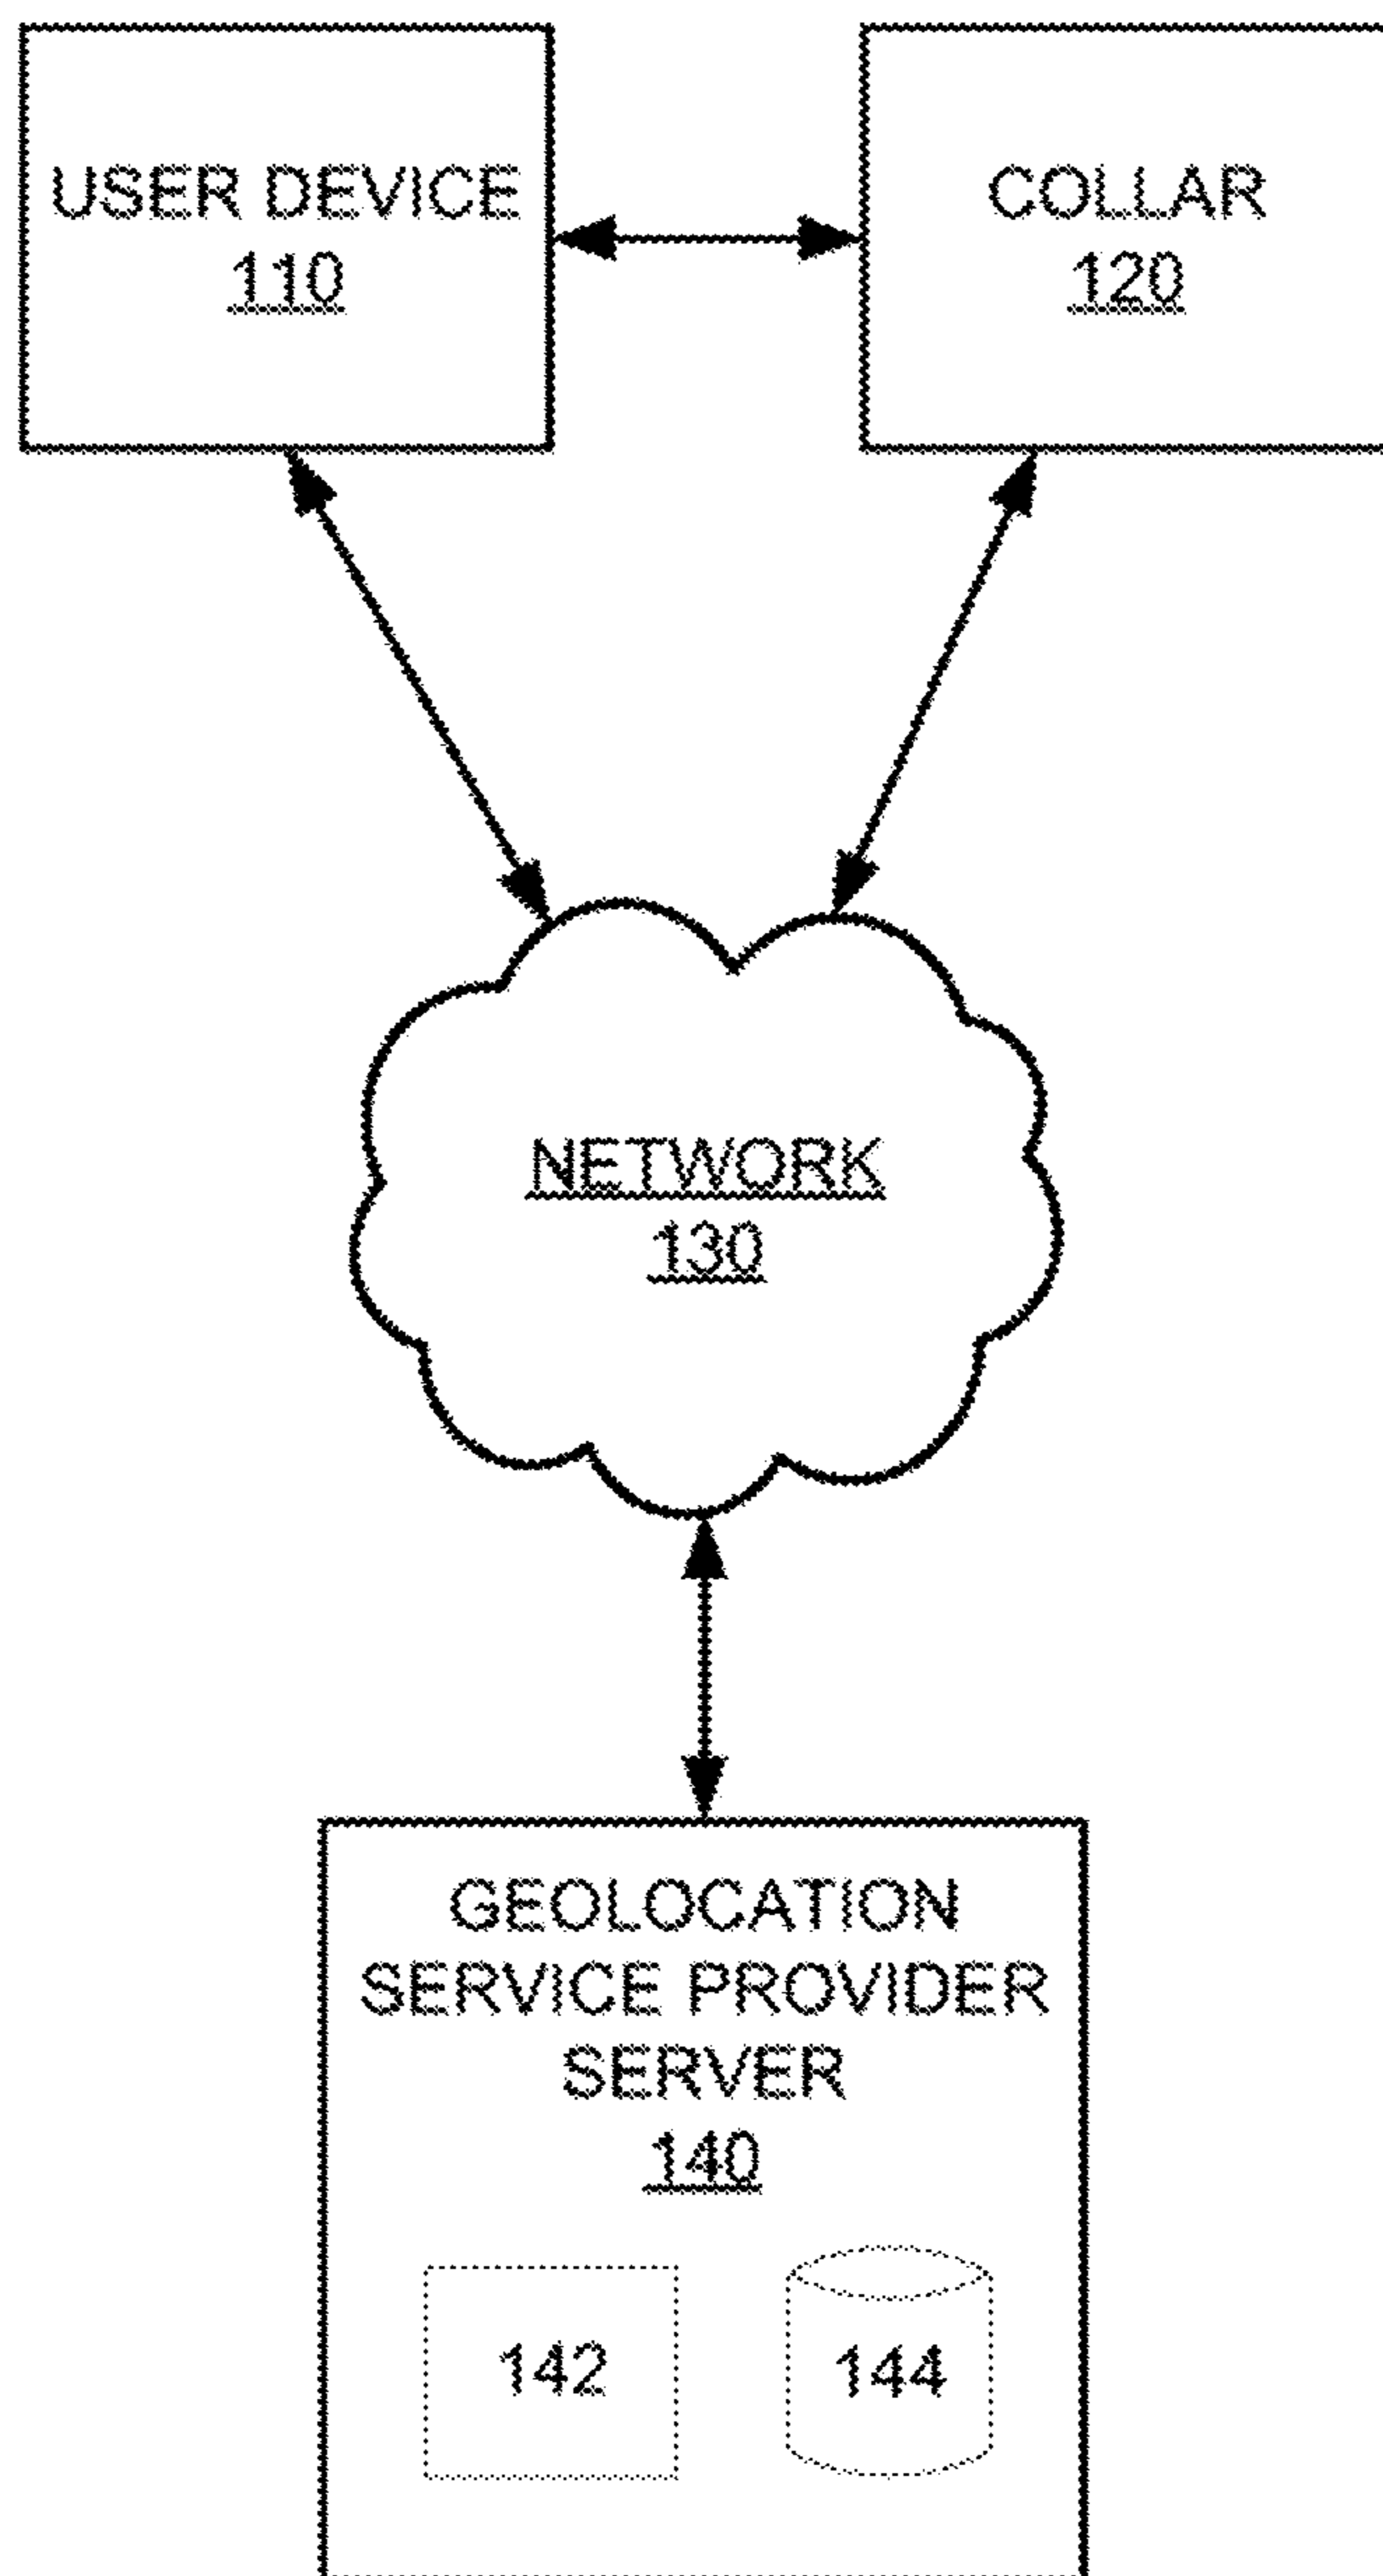 USER DEVICE
110
COLLAR
120
NETWORK
130
GEOLOCATION
SERVICE PROVIDER
SERVER
140
142
144